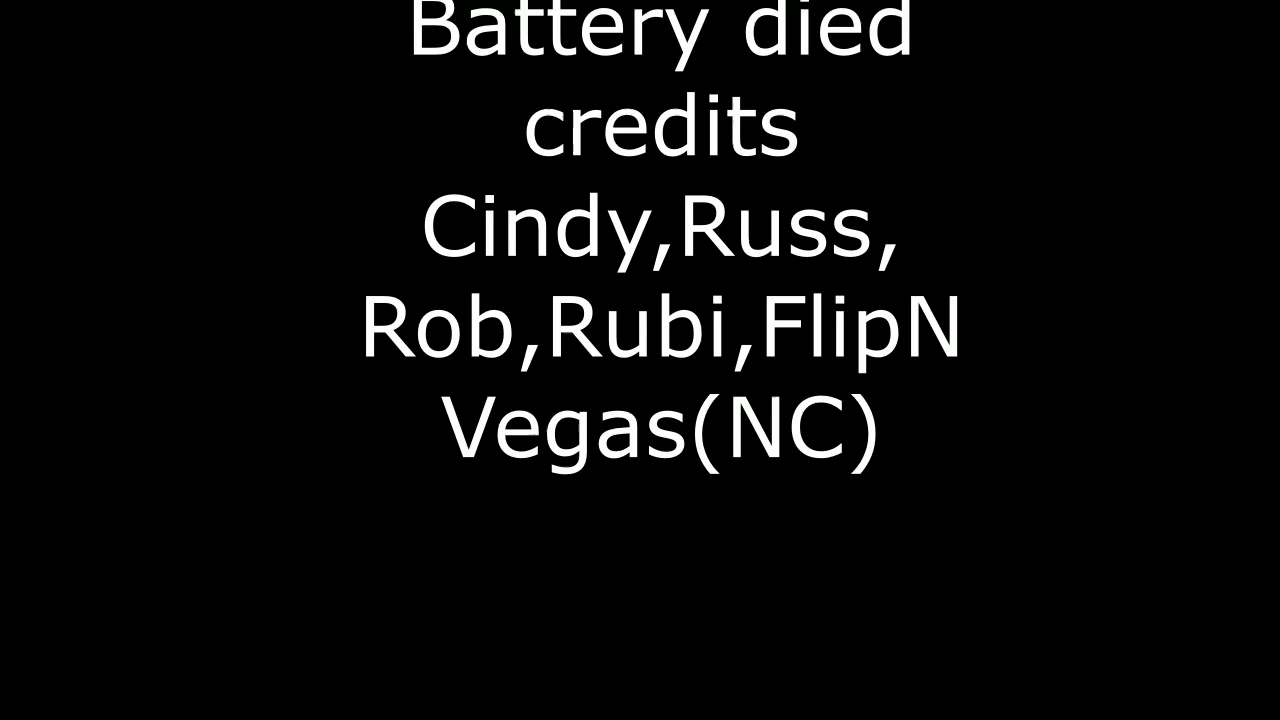 Battery died
credits
Cindy,Russ,
Rob,Rubi,FlipN
Vegas(NC)